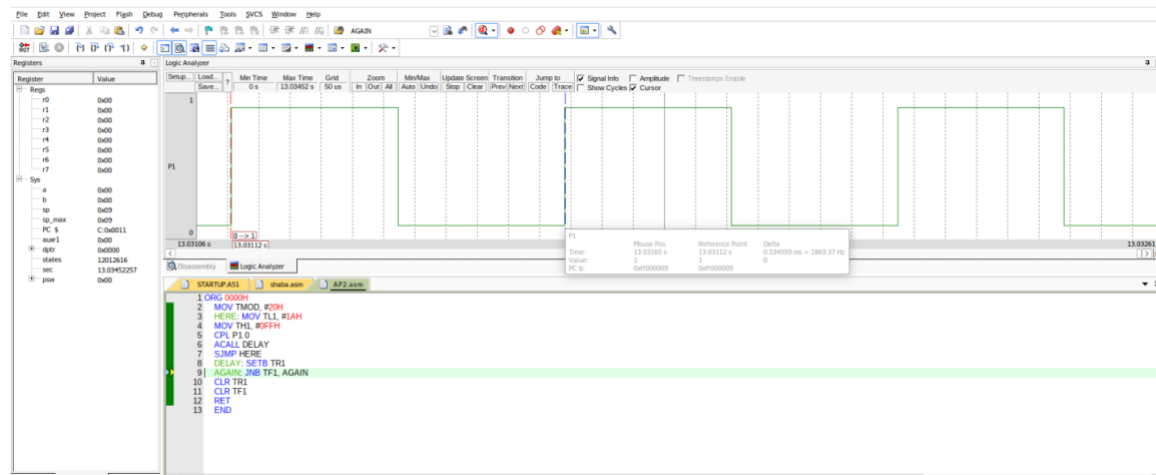 File Edit View Project Flash Debug Peripherals Tools SVCS Window Help
AGAIN
Registers
Register Value
Regs
r0 0x00
r1 0x00
r2 0x00
r3 0x00
r4 0x00
r5 0x00
r6 0x00
r7 0x00
Sys
a 0x00
b 0x00
sp 0x09
sp_max 0x09
PC $ C:0x0011
auxr1 0x00
dptr 0x0000
states 12012616
sec 13.03452257
psw 0x00
Logic Analyzer
Setup... Load... ? Min Time Max Time Grid Zoom Min/Max Update Screen Transition Jump to Signal Info Amplitude Timestamps Enable
Save... 0 s 13.03452 s 50 us In Out All Auto Undo Stop Clear Prev Next Code Trace Show Cycles Cursor
1
P1
0
0 --> 1
13.03106 s 13.03112 s 13.03261
P1
Mouse Pos Reference Point Delta
Time: 13.03165 s 13.03112 s 0.534939 ms = 1869.37 Hz
Value: 1 1 0
PC $: 0xff000009 0xff000009
Disassembly Logic Analyzer
STARTUP.A51 shaba.asm AP2.asm
1 ORG 0000H
2 MOV TMOD, #20H
3 HERE: MOV TL1, #1AH
4 MOV TH1, #0FFH
5 CPL P1.0
6 ACALL DELAY
7 SJMP HERE
8 DELAY: SETB TR1
9 AGAIN: JNB TF1, AGAIN
10 CLR TR1
11 CLR TF1
12 RET
13 END